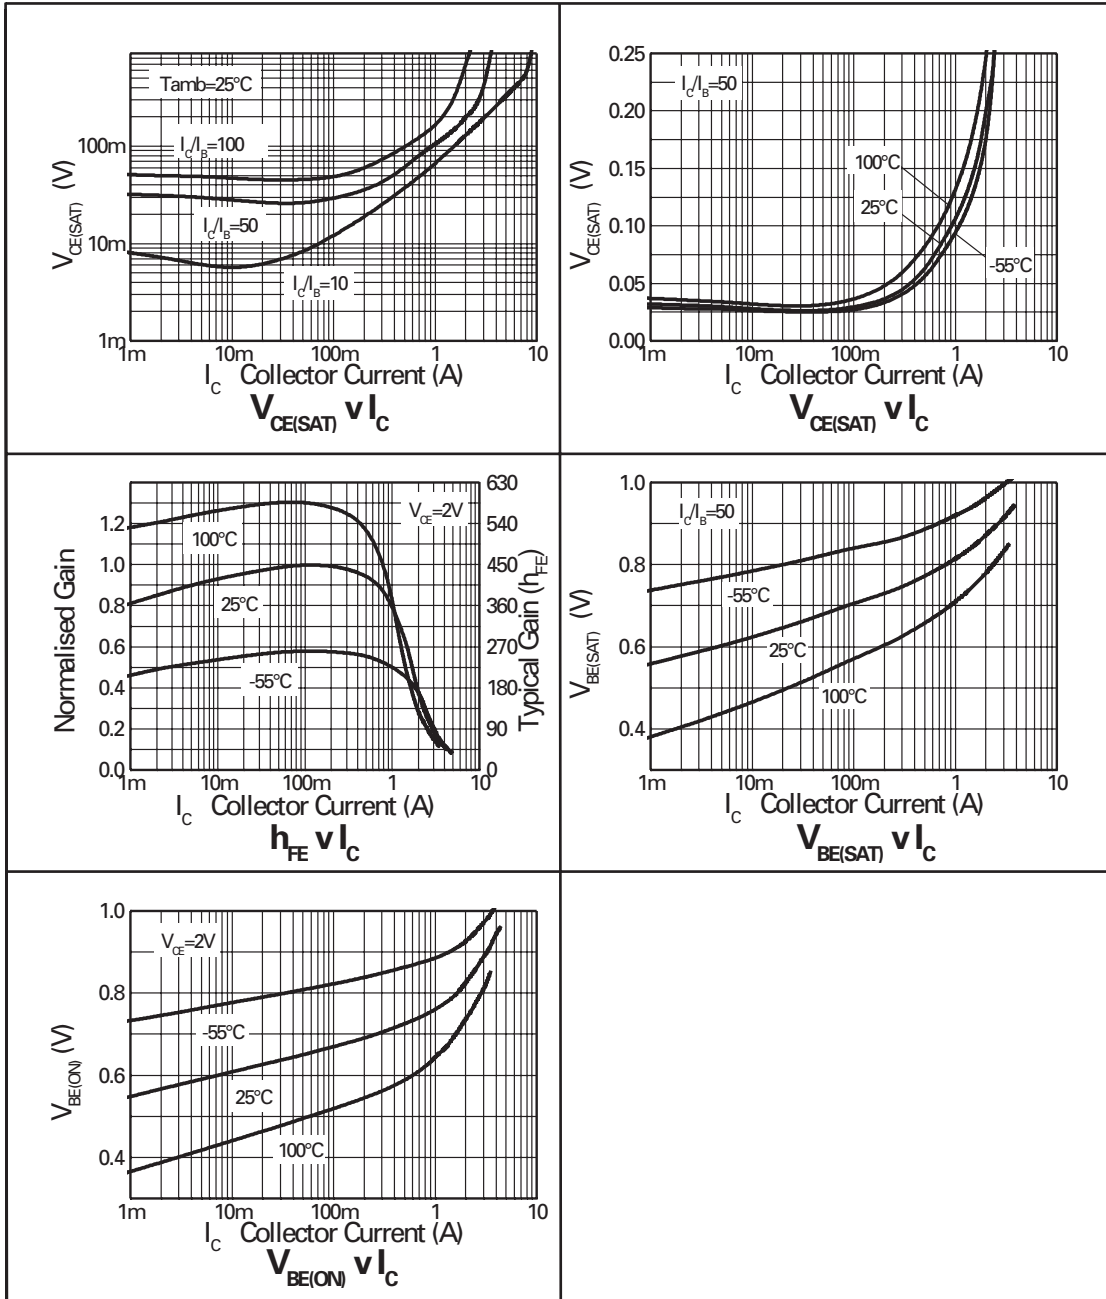 Tamb=25°C
I_C/I_B=100
I_C/I_B=50
I_C/I_B=10
100m
10m
1m
V_CE(SAT) (V)
1m 10m 100m 1 10
I_C Collector Current (A)
V_CE(SAT) v I_C
I_C/I_B=50
0.25
0.20
0.15
0.10
0.05
0.00
V_CE(SAT) (V)
100°C
25°C
-55°C
1m 10m 100m 1 10
I_C Collector Current (A)
V_CE(SAT) v I_C
V_CE=2V
1.2
1.0
0.8
0.6
0.4
0.2
0.0
Normalised Gain
100°C
25°C
-55°C
630
540
450
360
270
180
90
0
Typical Gain (h_FE)
1m 10m 100m 1 10
I_C Collector Current (A)
h_FE v I_C
I_C/I_B=50
1.0
0.8
0.6
0.4
V_BE(SAT) (V)
-55°C
25°C
100°C
1m 10m 100m 1 10
I_C Collector Current (A)
V_BE(SAT) v I_C
V_CE=2V
1.0
0.8
0.6
0.4
V_BE(ON) (V)
-55°C
25°C
100°C
1m 10m 100m 1 10
I_C Collector Current (A)
V_BE(ON) v I_C